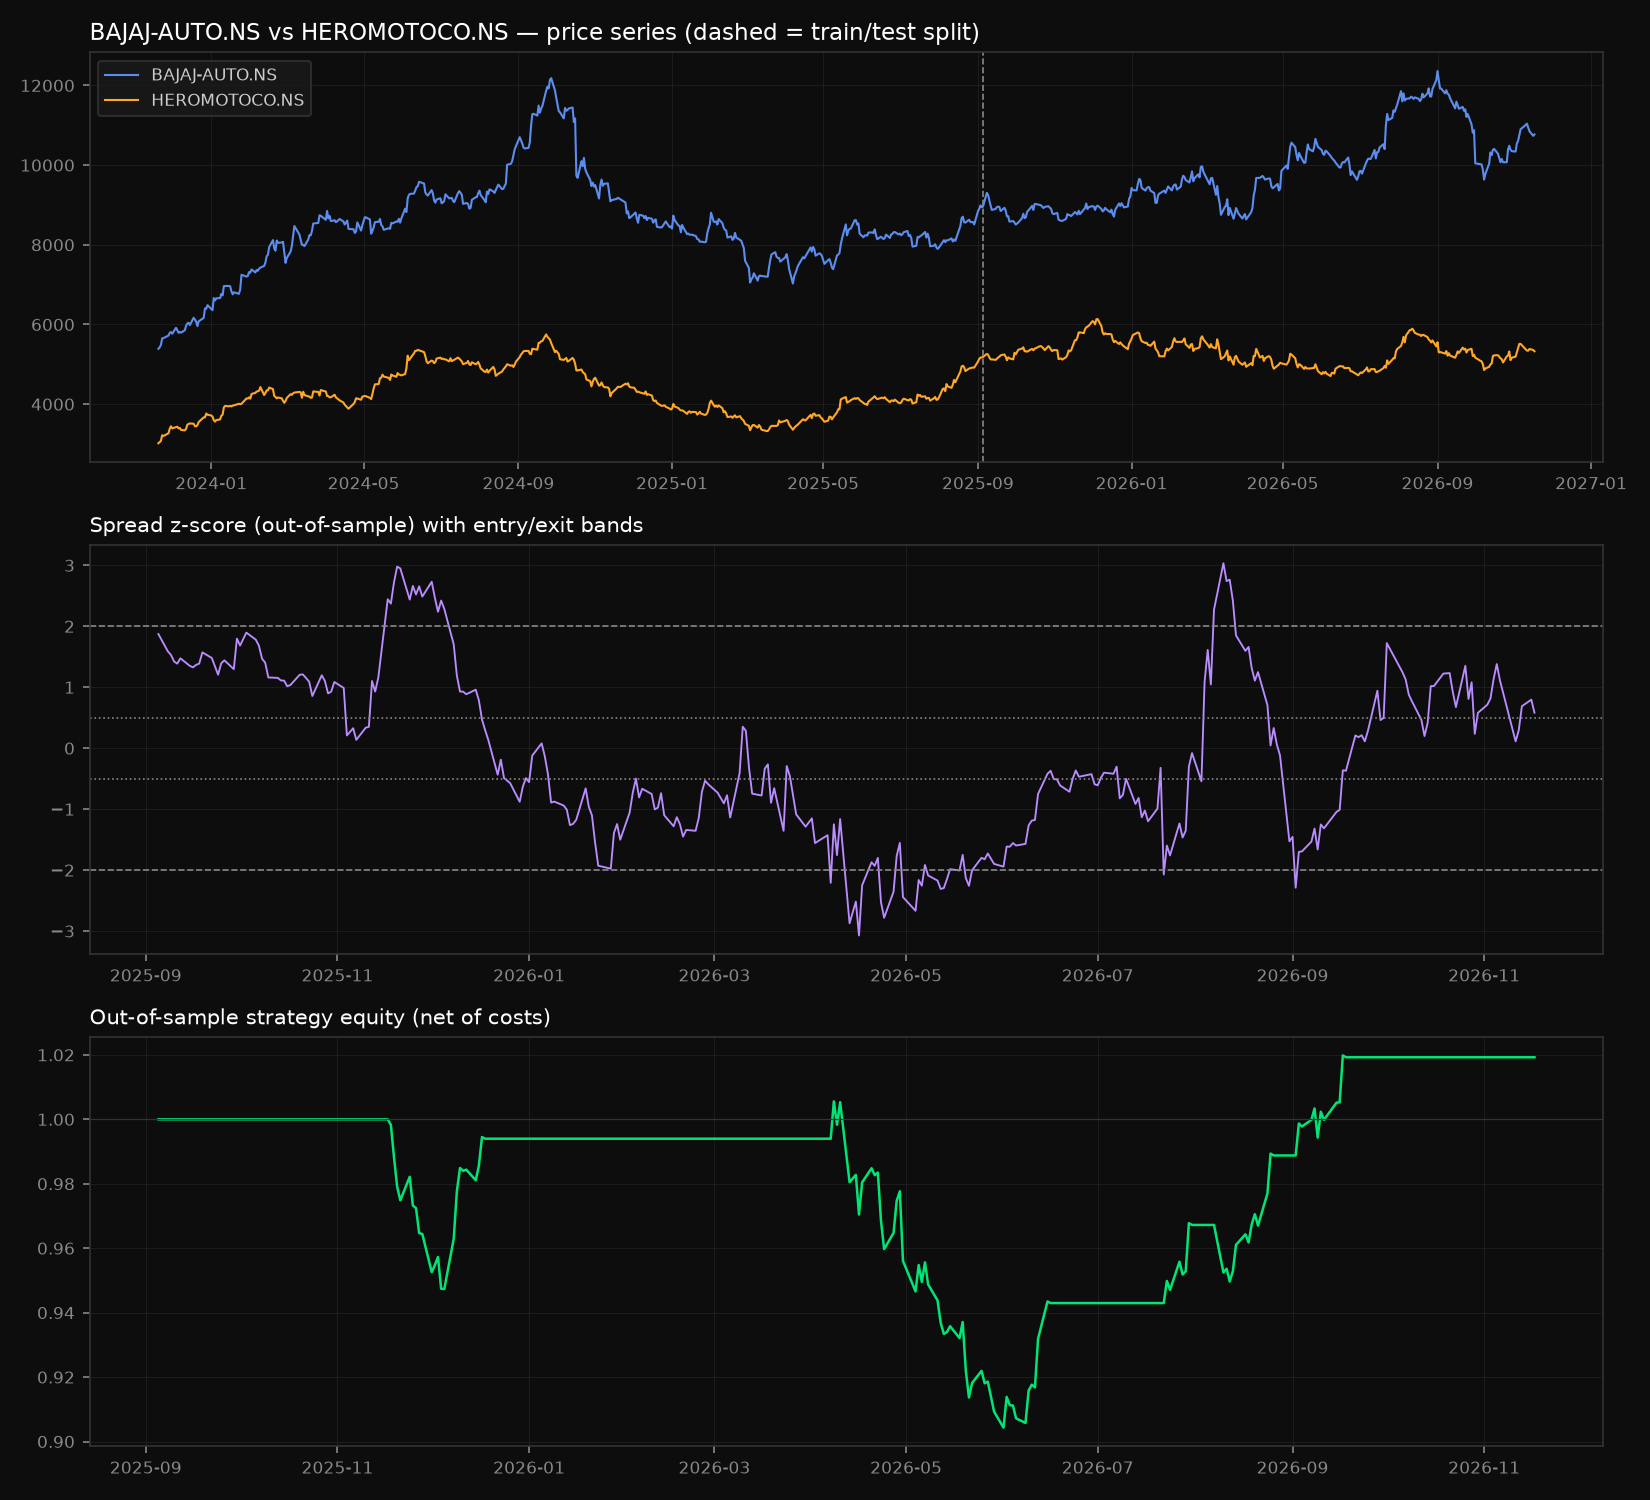 BAJAJ-AUTO.NS vs HEROMOTOCO.NS — price series (dashed = train/test split)
BAJAJ-AUTO.NS
HEROMOTOCO.NS
12000
10000
8000
6000
4000
2024-01 2024-05 2024-09 2025-01 2025-05 2025-09 2026-01 2026-05 2026-09 2027-01
Spread z-score (out-of-sample) with entry/exit bands
3
2
1
0
−1
−2
−3
2025-09 2025-11 2026-01 2026-03 2026-05 2026-07 2026-09 2026-11
Out-of-sample strategy equity (net of costs)
1.02
1.00
0.98
0.96
0.94
0.92
0.90
2025-09 2025-11 2026-01 2026-03 2026-05 2026-07 2026-09 2026-11